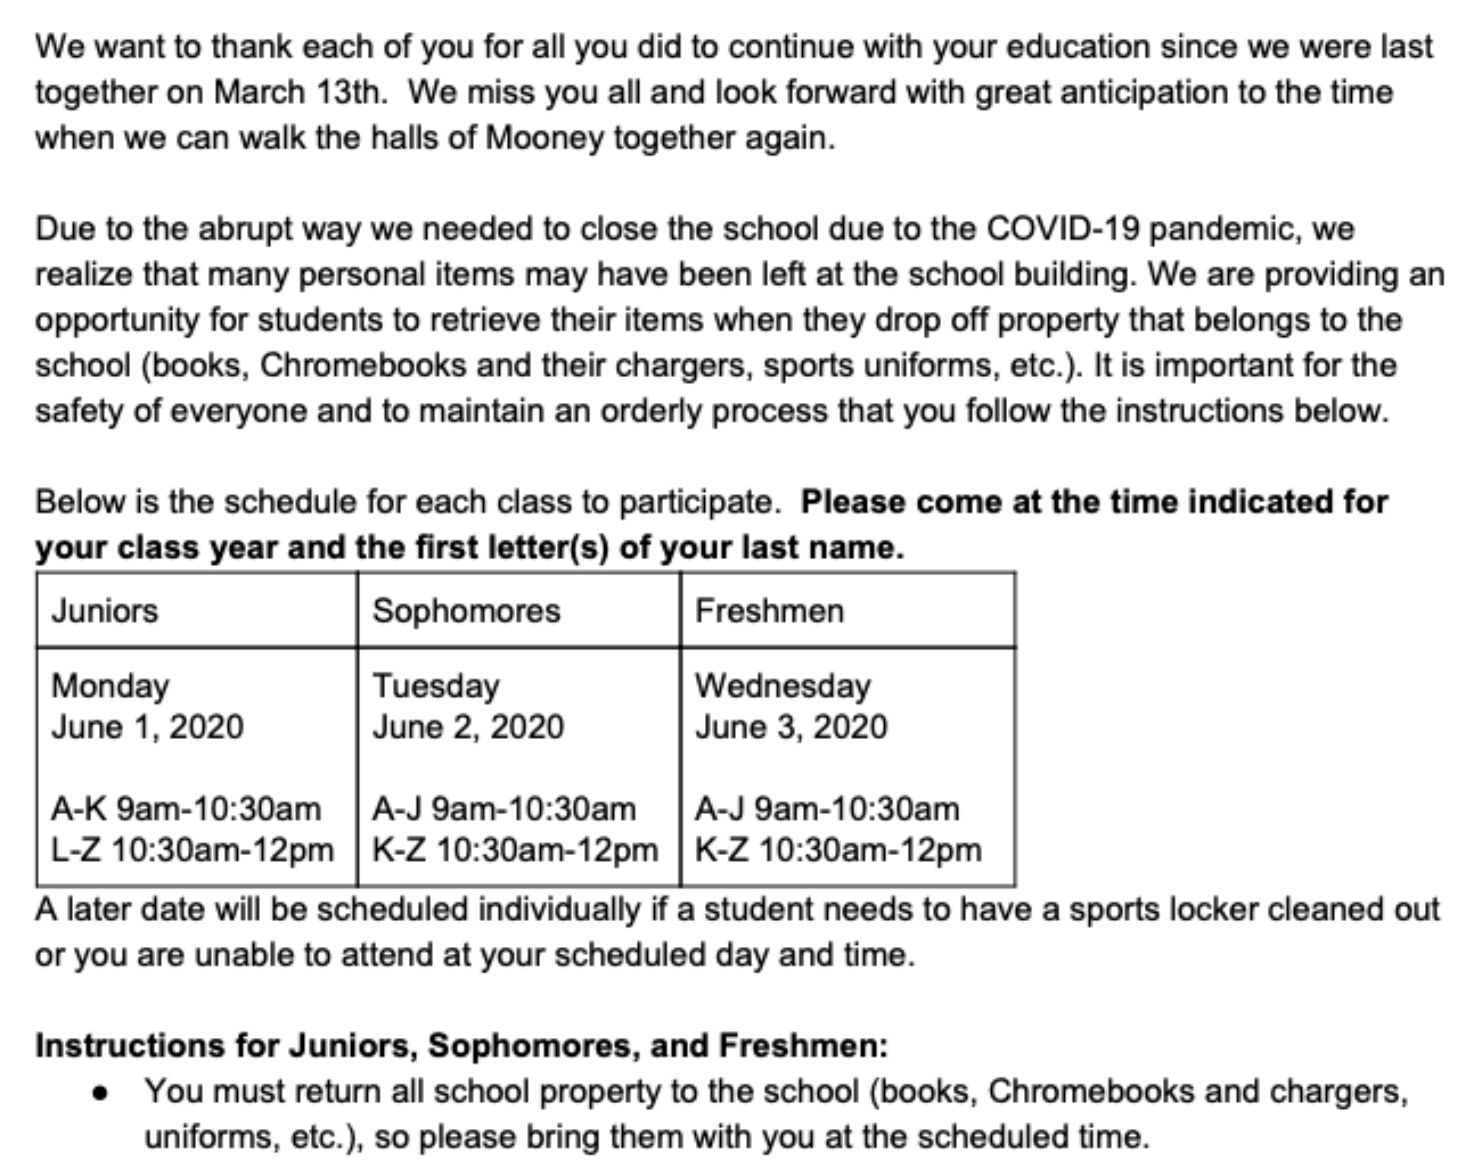 We want to thank each of you for all you did to continue with your education since we were last
together on March 13th.  We miss you all and look forward with great anticipation to the time
when we can walk the halls of Mooney together again.
Due to the abrupt way we needed to close the school due to the COVID-19 pandemic, we
realize that many personal items may have been left at the school building. We are providing an
opportunity for students to retrieve their items when they drop off property that belongs to the
school (books, Chromebooks and their chargers, sports uniforms, etc.). It is important for the
safety of everyone and to maintain an orderly process that you follow the instructions below.
Below is the schedule for each class to participate.  Please come at the time indicated for
your class year and the first letter(s) of your last name.
Juniors
Sophomores
Freshmen
Monday
June 1, 2020
A-K 9am-10:30am
L-Z 10:30am-12pm
Tuesday
June 2, 2020
A-J 9am-10:30am
K-Z 10:30am-12pm
Wednesday
June 3, 2020
A-J 9am-10:30am
K-Z 10:30am-12pm
A later date will be scheduled individually if a student needs to have a sports locker cleaned out
or you are unable to attend at your scheduled day and time.
Instructions for Juniors, Sophomores, and Freshmen:
● You must return all school property to the school (books, Chromebooks and chargers,
uniforms, etc.), so please bring them with you at the scheduled time.